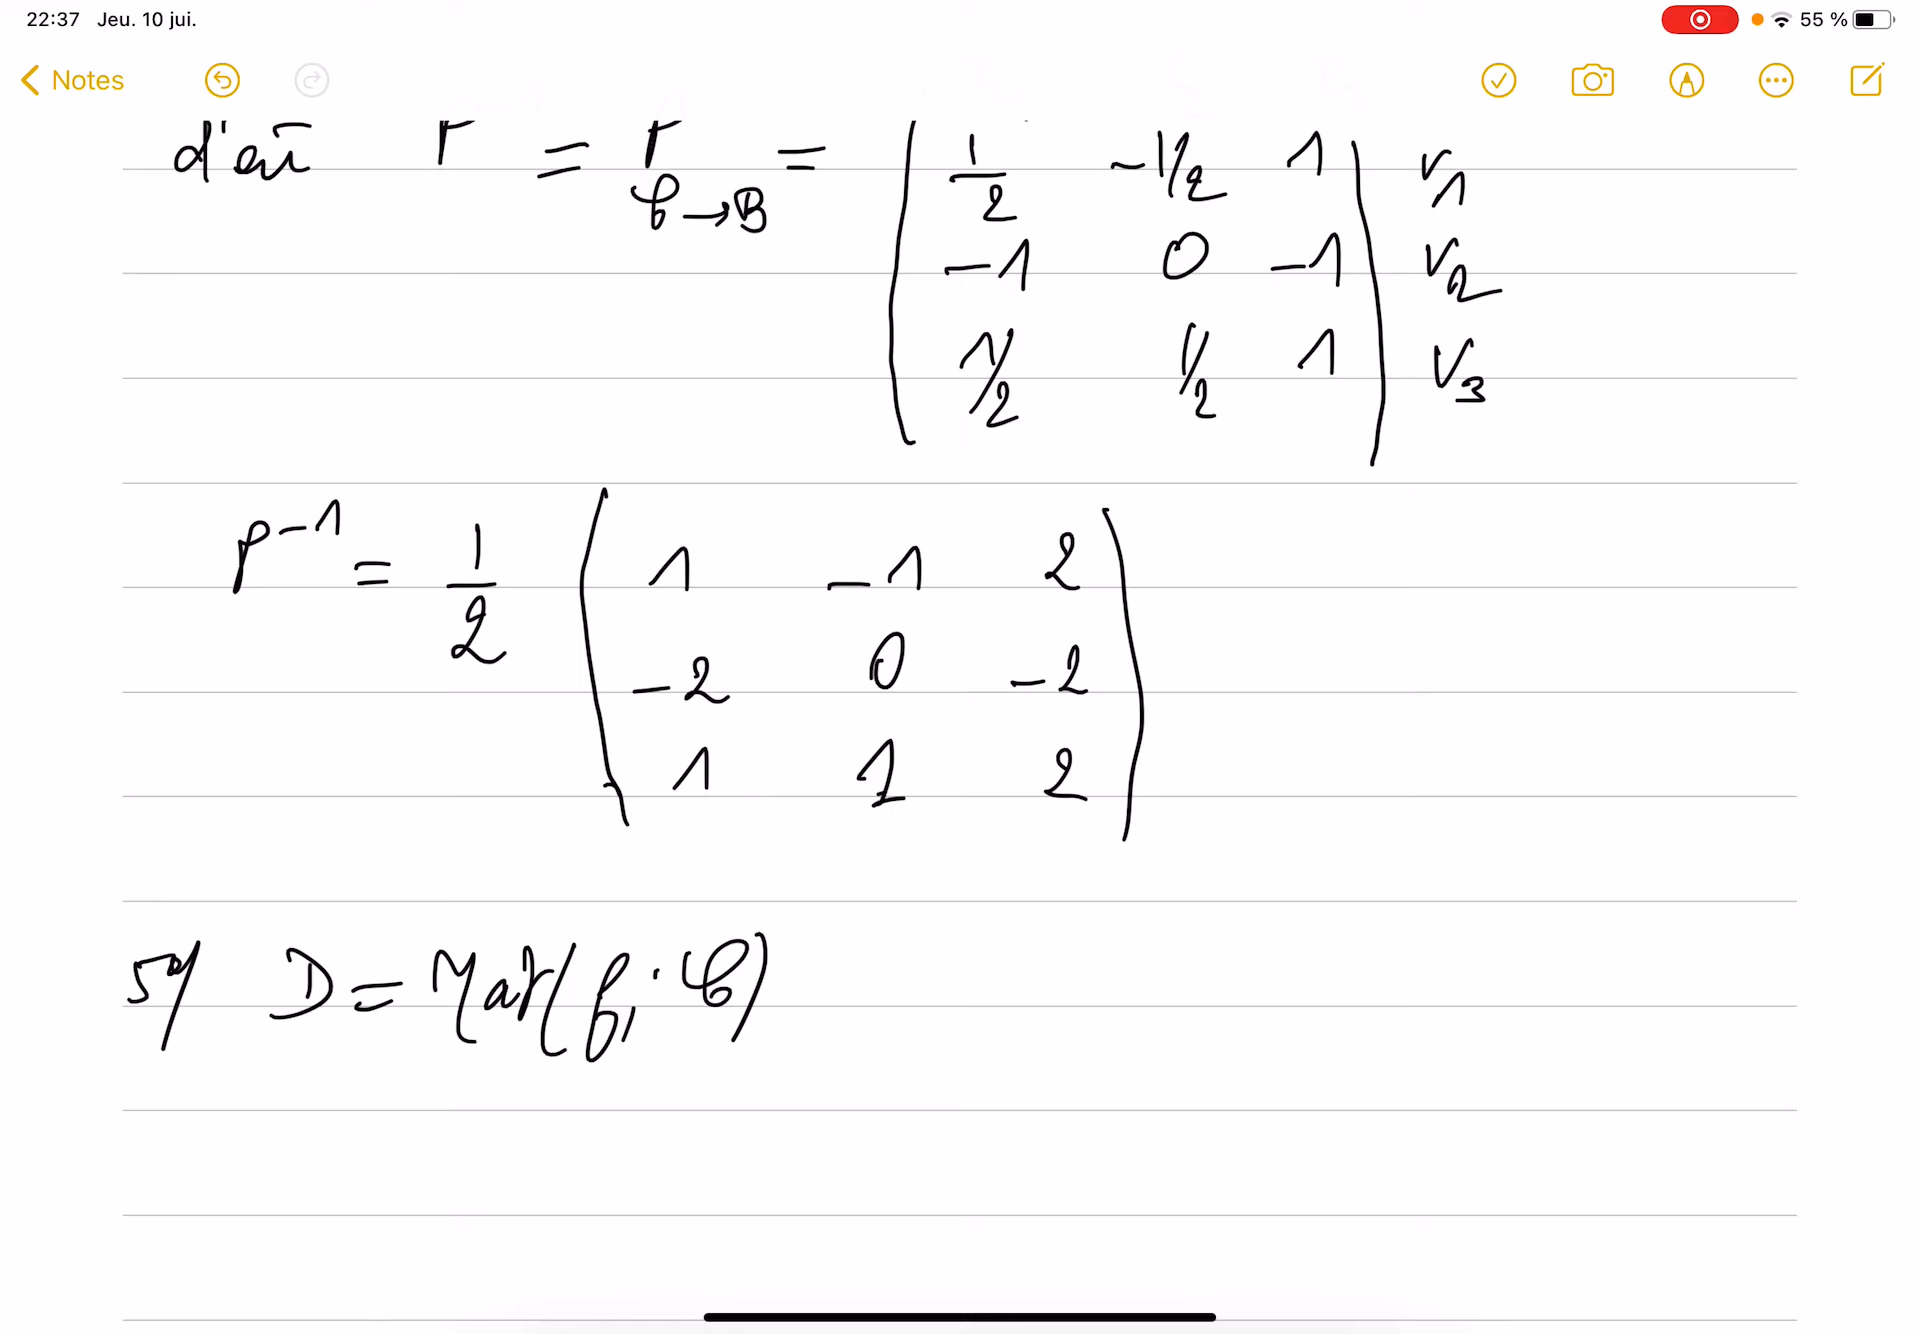 22:37 Jeu. 10 jui. 55 %
Notes
d'où P = P = ( 1/2 -1/2 1 ) v1
C→B
-1 0 -1 v2
1/2 1/2 1 v3
P-1 = 1/2 ( 1 -1 2 )
-2 0 -2
1 1 2
5°/ D = Mat(f, C)